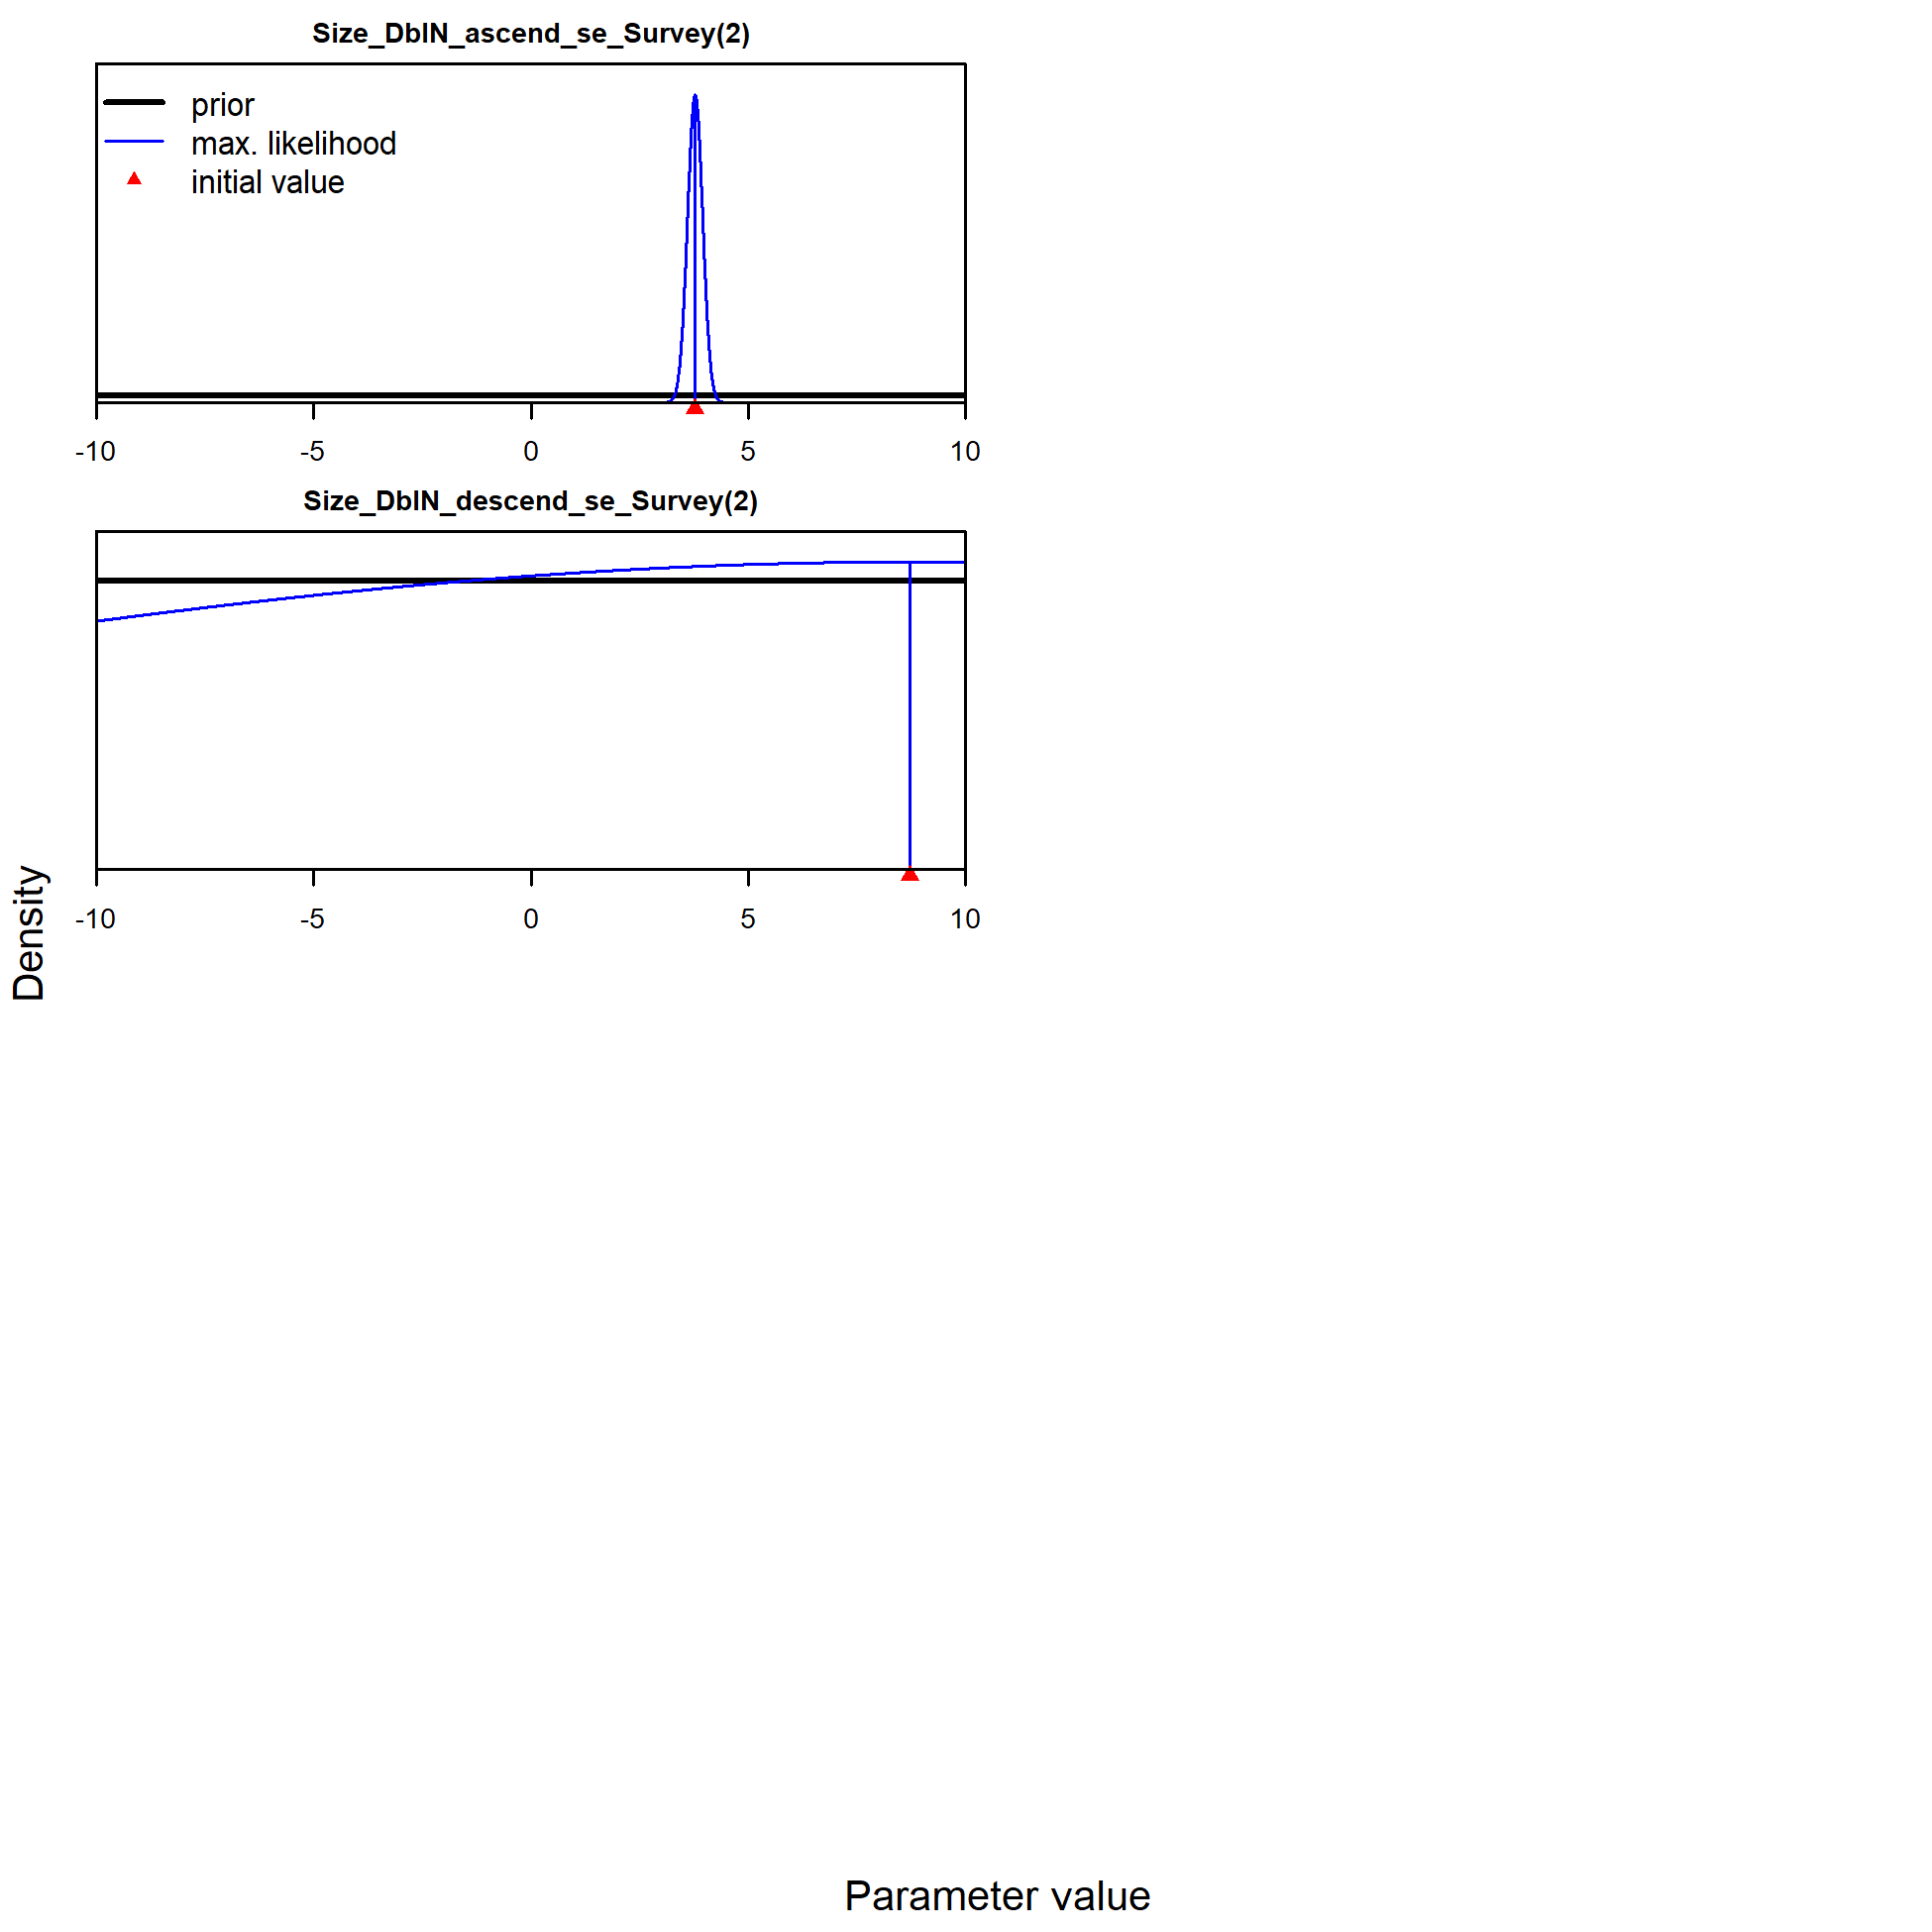 Size_DblN_ascend_se_Survey(2)
prior
max. likelihood
initial value
-10 -5 0 5 10
Size_DblN_descend_se_Survey(2)
-10 -5 0 5 10
Density
Parameter value